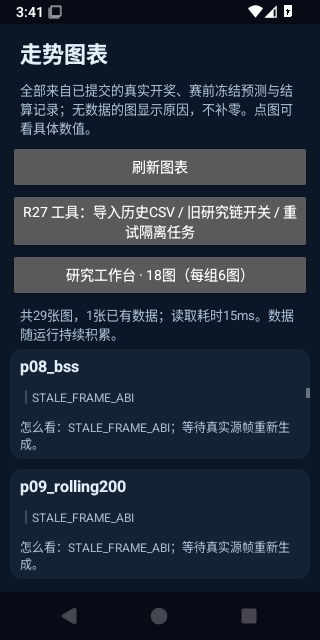 3:41
走势图表
全部来自已提交的真实开奖、赛前冻结预测与结
算记录；无数据的图显示原因，不补零。点图可
看具体数值。
刷新图表
R27 工具：导入历史CSV / 旧研究链开关 / 重
试隔离任务
研究工作台 · 18图（每组6图）
共29张图，1张已有数据；读取耗时15ms。数据
随运行持续积累。
p08_bss
｜STALE_FRAME_ABI
怎么看：STALE_FRAME_ABI；等待真实源帧重新生
成。
p09_rolling200
｜STALE_FRAME_ABI
怎么看：STALE_FRAME_ABI；等待真实源帧重新生
成。